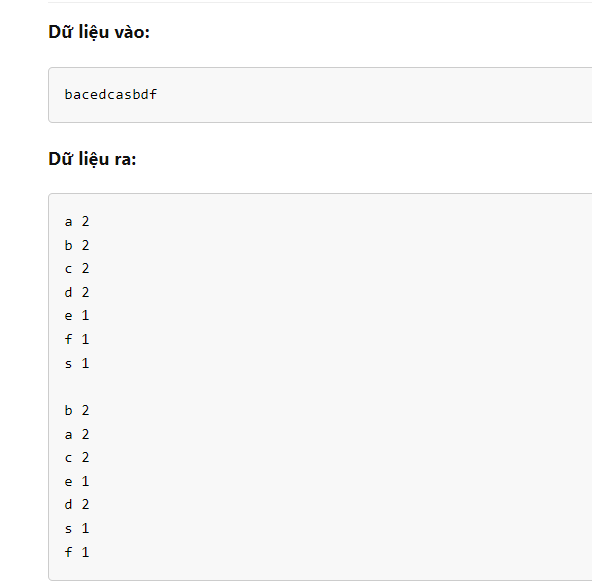 Dữ liệu vào:
bacedcasbdf
Dữ liệu ra:
a 2
b 2
c 2
d 2
e 1
f 1
s 1
b 2
a 2
c 2
e 1
d 2
s 1
f 1